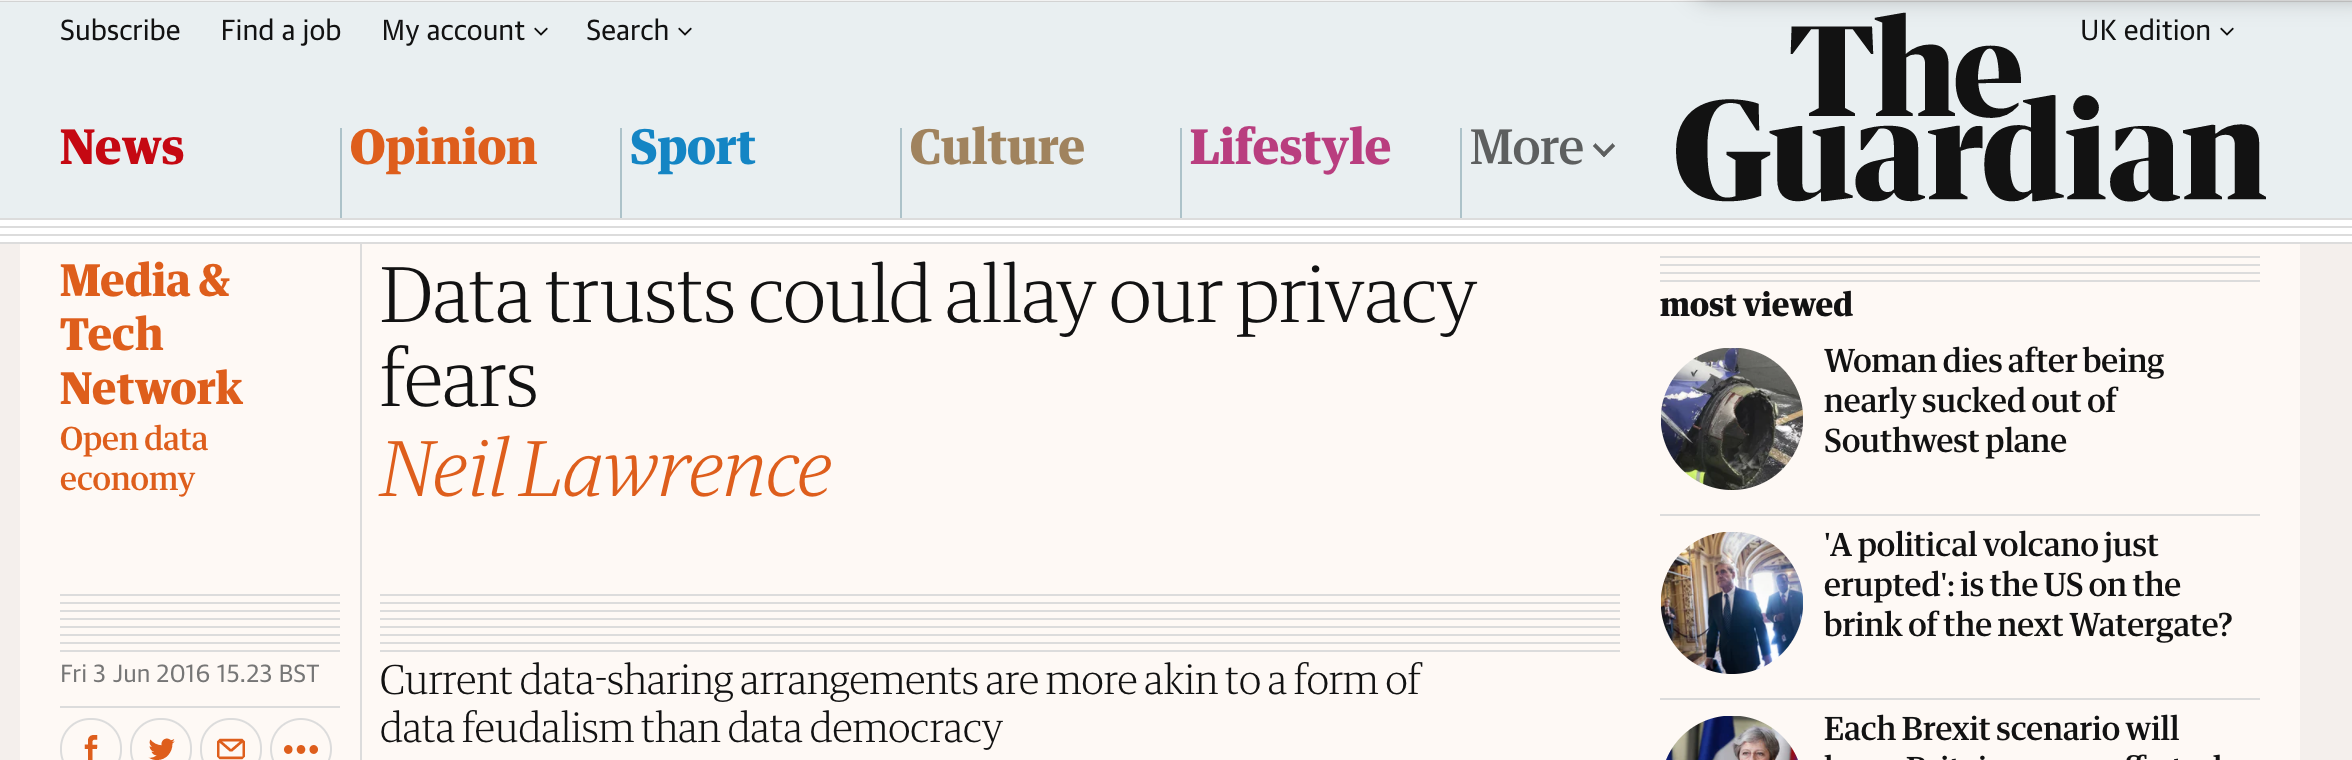 Subscribe Find a job My account Search UK edition
The
Guardian
News Opinion Sport Culture Lifestyle More
Media &
Tech
Network
Open data
economy
Data trusts could allay our privacy
fears
Neil Lawrence
Fri 3 Jun 2016 15.23 BST
Current data-sharing arrangements are more akin to a form of
data feudalism than data democracy
most viewed
Woman dies after being
nearly sucked out of
Southwest plane
'A political volcano just
erupted': is the US on the
brink of the next Watergate?
Each Brexit scenario will